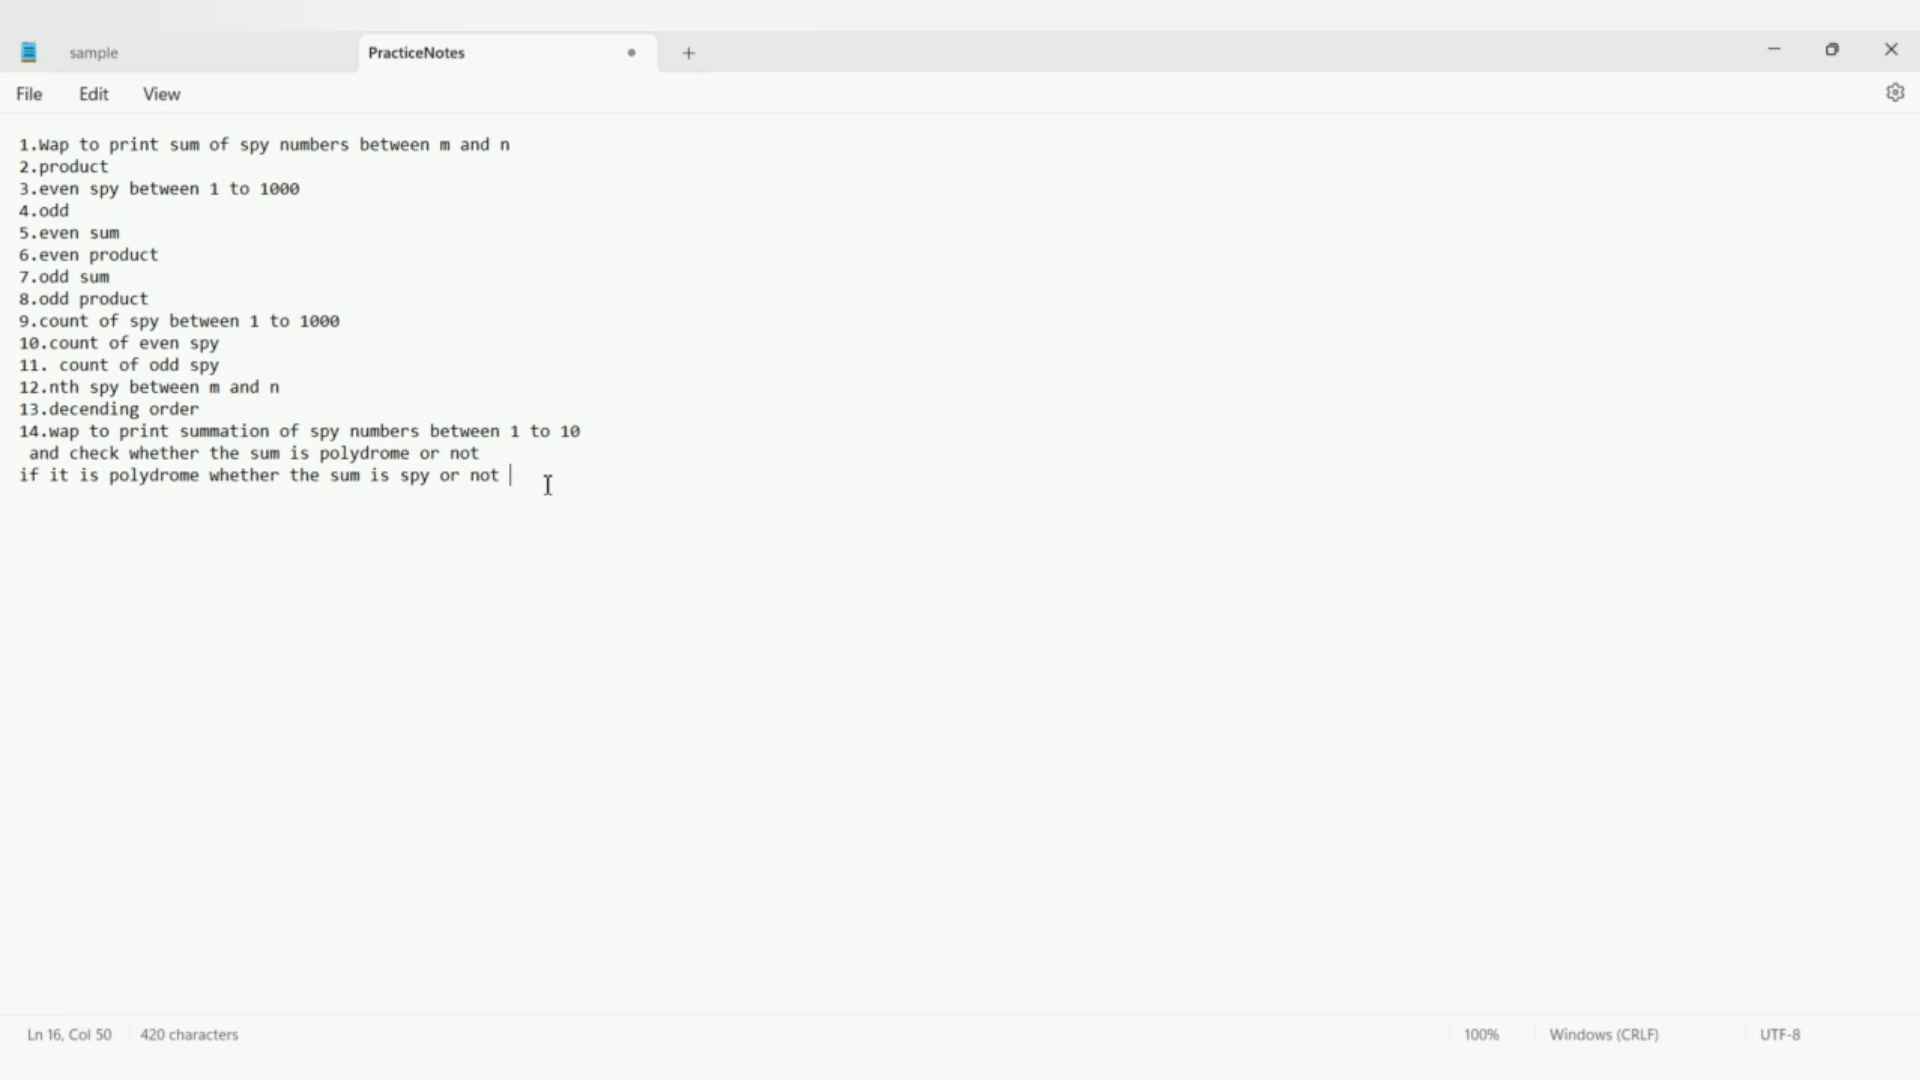 sample
PracticeNotes
File Edit View
1.Wap to print sum of spy numbers between m and n
2.product
3.even spy between 1 to 1000
4.odd
5.even sum
6.even product
7.odd sum
8.odd product
9.count of spy between 1 to 1000
10.count of even spy
11. count of odd spy
12.nth spy between m and n
13.decending order
14.wap to print summation of spy numbers between 1 to 10
and check whether the sum is polydrome or not
if it is polydrome whether the sum is spy or not
Ln 16, Col 50 420 characters 100% Windows (CRLF) UTF-8